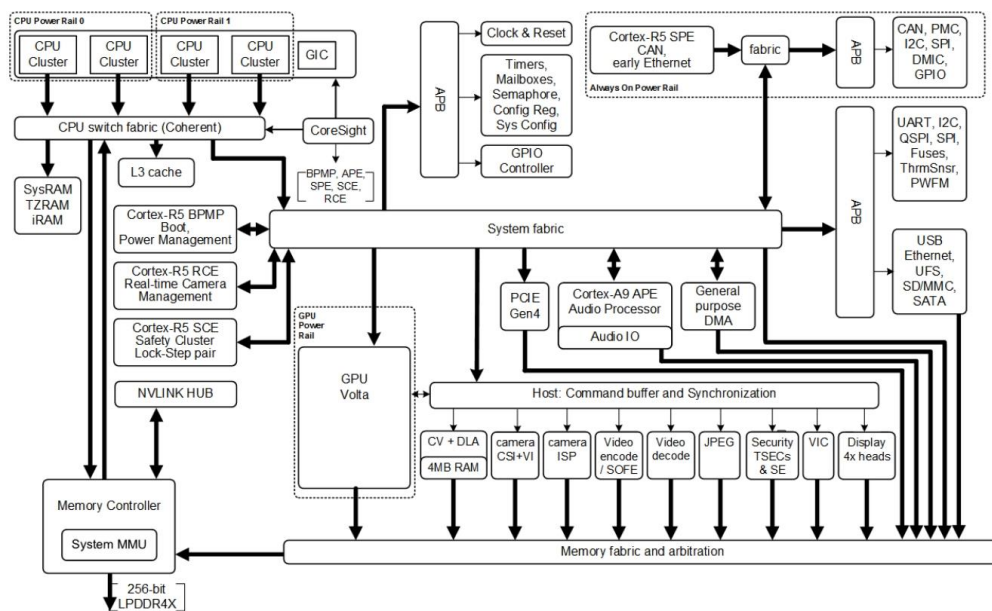 CPU Power Rail 0
CPU Power Rail 1
CPU
Cluster
CPU
Cluster
CPU
Cluster
CPU
Cluster
GIC
CPU switch fabric (Coherent)
CoreSight
L3 cache
SysRAM
TZRAM
iRAM
BPMP, APE,
SPE, SCE,
RCE
APB
Clock & Reset
Timers,
Mailboxes,
Semaphore,
Config Reg,
Sys Config
GPIO
Controller
Cortex-R5 SPE
CAN,
early Ethernet
fabric
APB
CAN, PMC,
I2C, SPI,
DMIC,
GPIO
Always On Power Rail
APB
UART, I2C,
QSPI, SPI,
Fuses,
ThrmSnsr,
PWFM
USB
Ethernet,
UFS,
SD/MMC,
SATA
Cortex-R5 BPMP
Boot,
Power Management
System fabric
Cortex-R5 RCE
Real-time Camera
Management
Cortex-R5 SCE
Safety Cluster
Lock-Step pair
PCIE
Gen4
Cortex-A9 APE
Audio Processor
Audio IO
General
purpose
DMA
GPU
Power
Rail
GPU
Volta
NVLINK HUB
Host: Command buffer and Synchronization
CV + DLA
4MB RAM
camera
CSI+VI
camera
ISP
Video
encode
/ SOFE
Video
decode
JPEG
Security
TSECs
& SE
VIC
Display
4x heads
Memory Controller
System MMU
Memory fabric and arbitration
256-bit
LPDDR4X